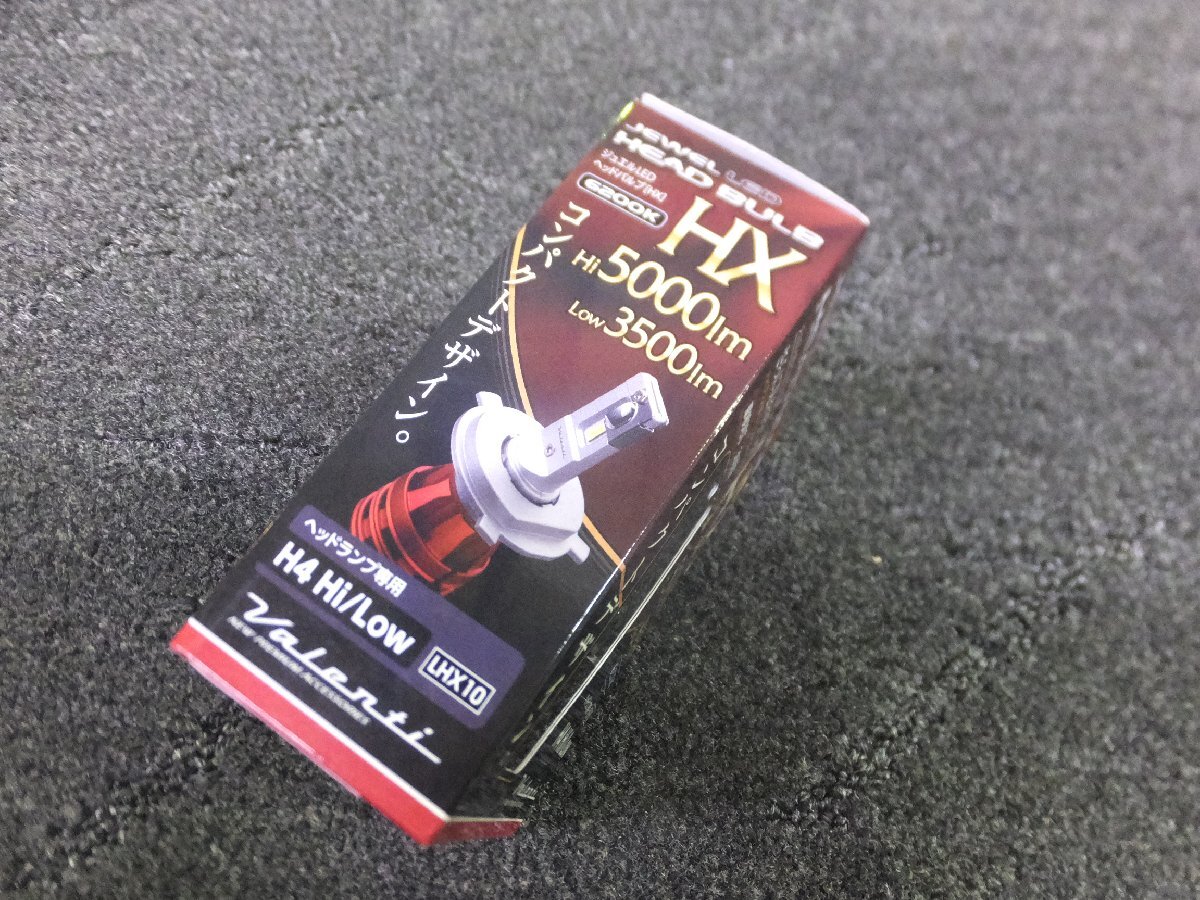 JEWEL LED
HEAD BULB
ジュエルLED
ヘッドバルブ[HX]
6200K
HX
Hi 5000lm
Low 3500lm
コンパクトデザイン。
ヘッドランプ専用
H4 Hi/Low
LHX10
Valenti
NEW PREMIUM ACCESSORIES